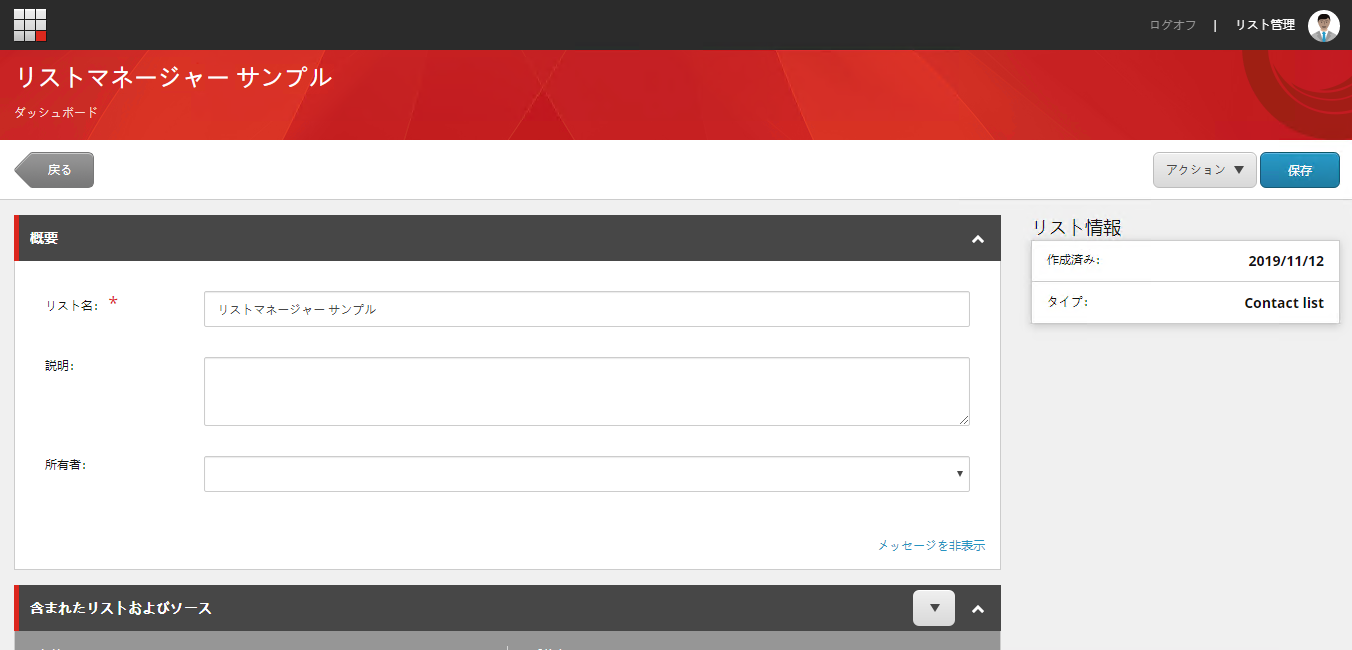 ログオフ | リスト管理
リストマネージャー サンプル
ダッシュボード
戻る
アクション ▼
保存
概要
リスト名: *
リストマネージャー サンプル
説明:
所有者:
メッセージを非表示
リスト情報
作成済み: 2019/11/12
タイプ: Contact list
含まれたリストおよびソース